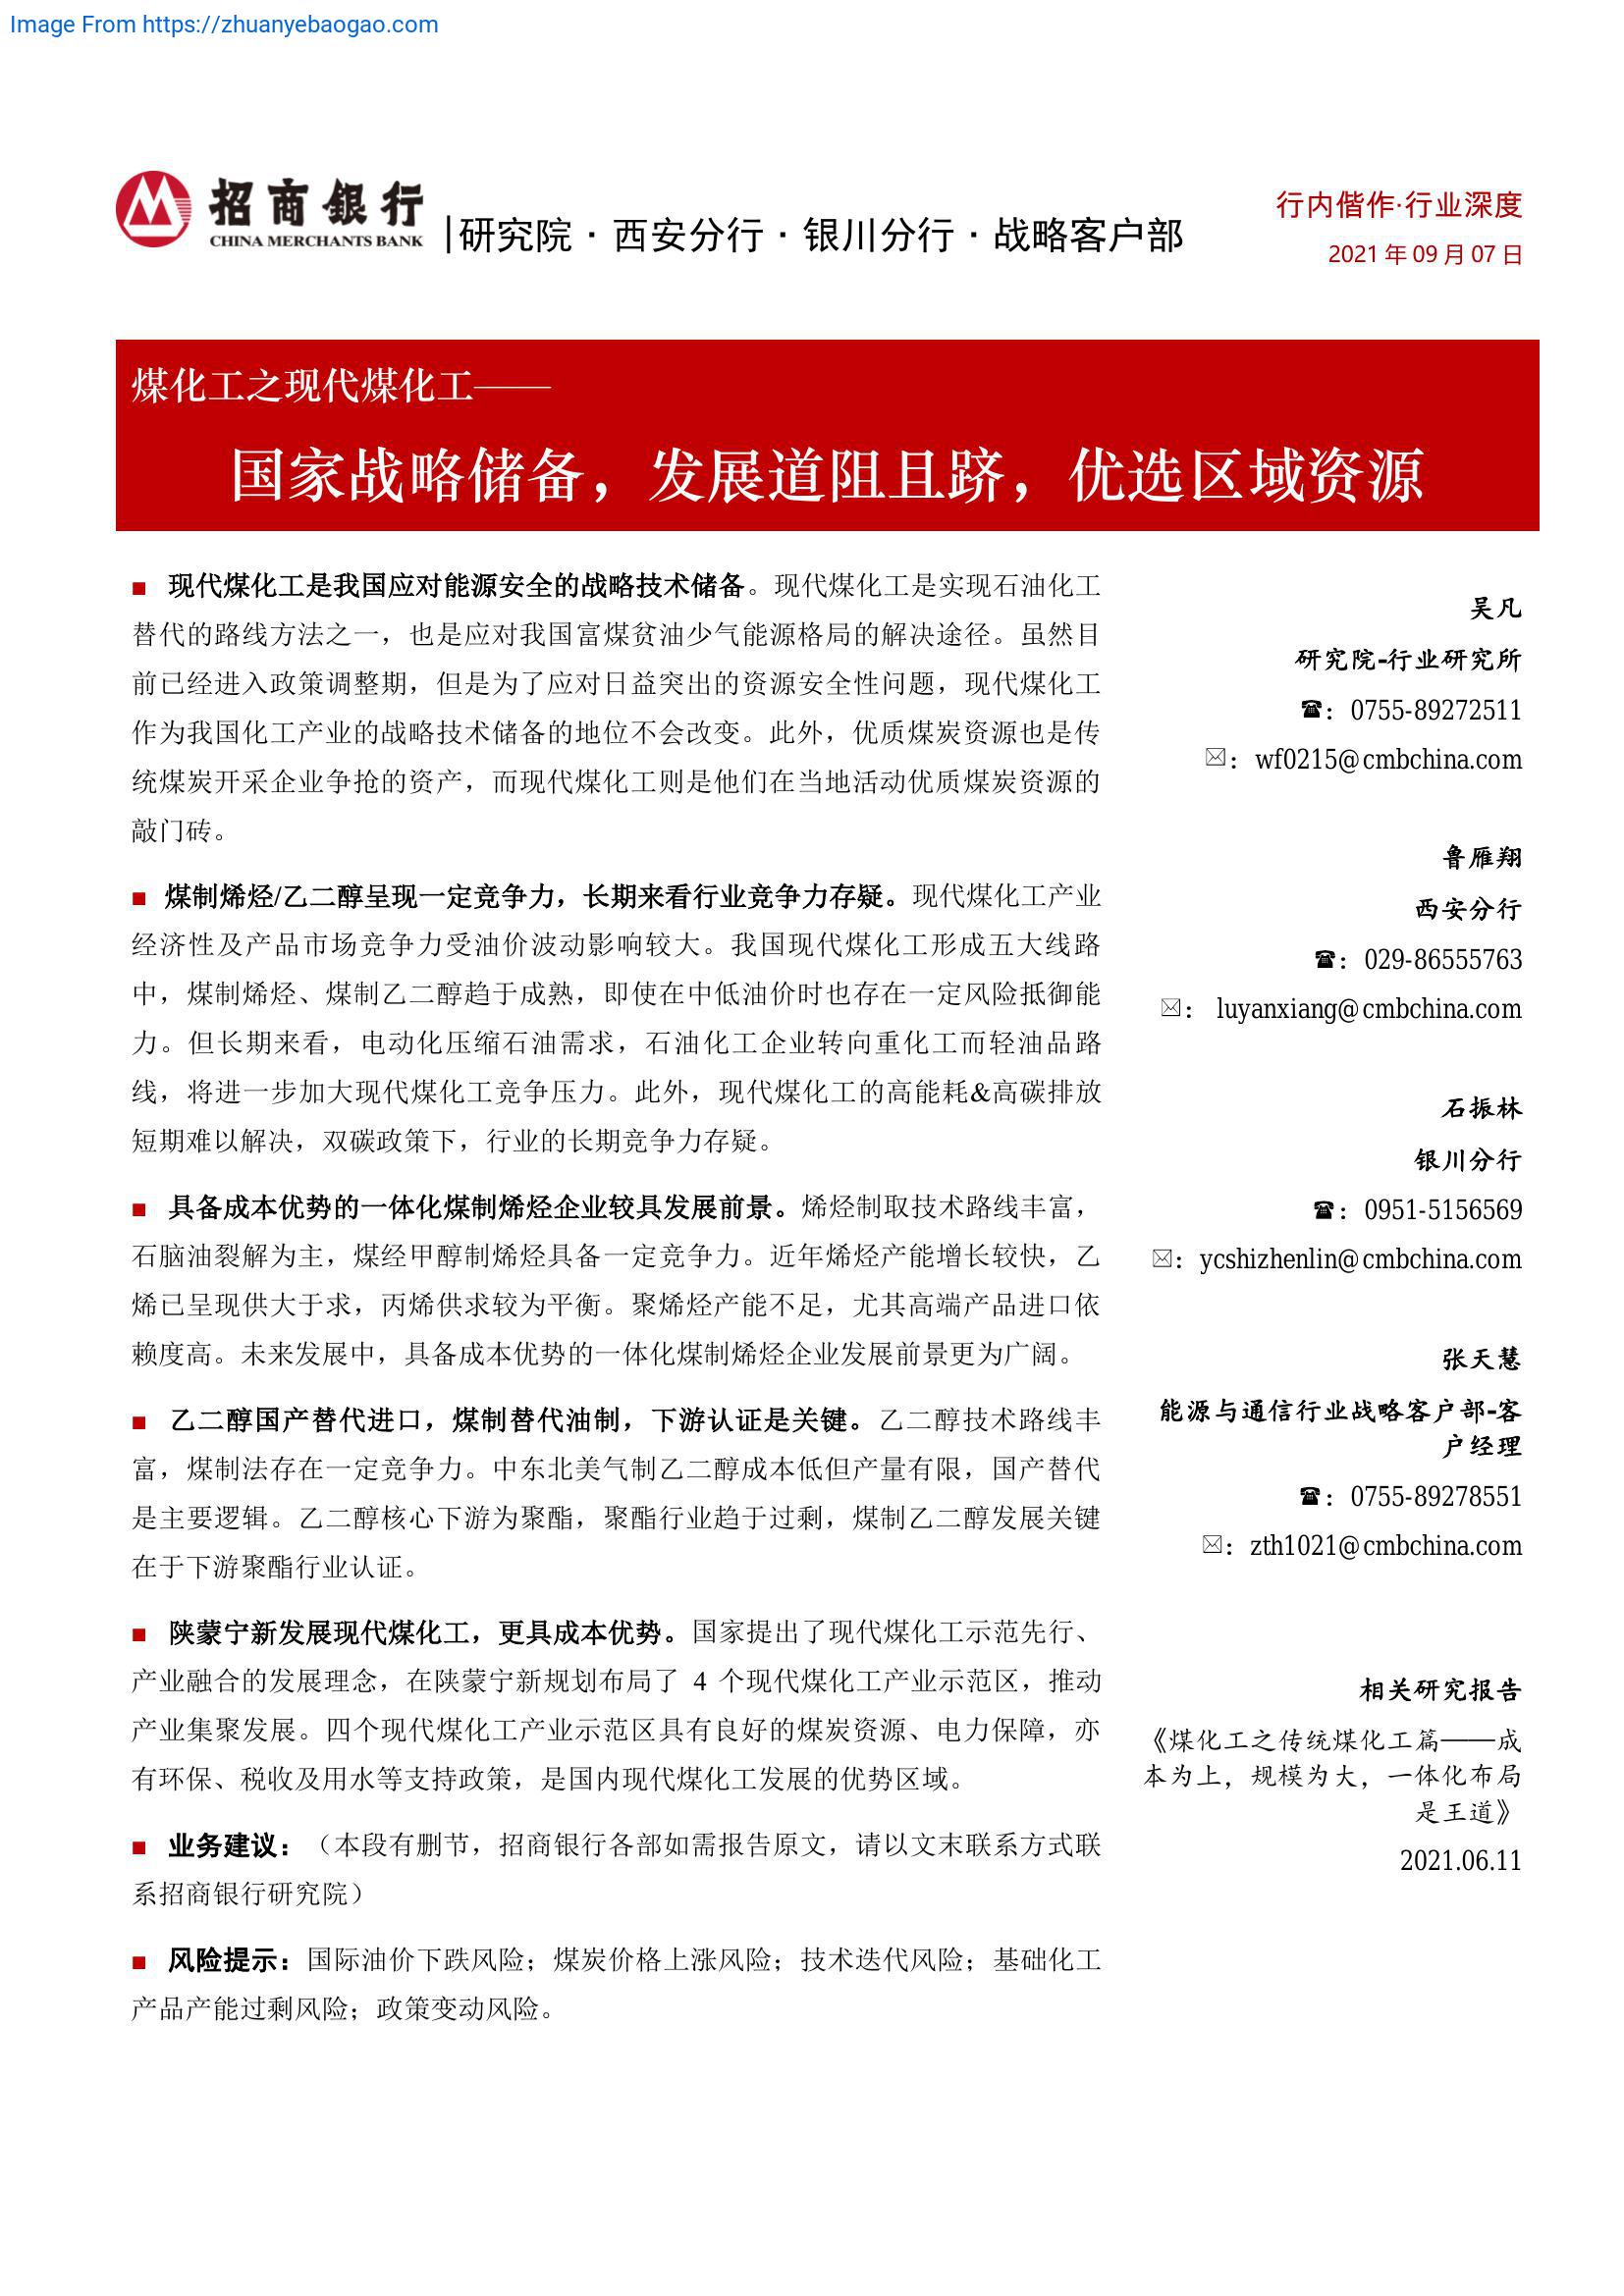 Image From https://zhuanyebaogao.com
招商銀行
CHINA MERCHANTS BANK
|研究院·西安分行·银川分行·战略客户部
行内偕作·行业深度
2021 年 09 月 07 日
煤化工之现代煤化工——
国家战略储备，发展道阻且跻，优选区域资源
■ 现代煤化工是我国应对能源安全的战略技术储备。现代煤化工是实现石油化工
替代的路线方法之一，也是应对我国富煤贫油少气能源格局的解决途径。虽然目
前已经进入政策调整期，但是为了应对日益突出的资源安全性问题，现代煤化工
作为我国化工产业的战略技术储备的地位不会改变。此外，优质煤炭资源也是传
统煤炭开采企业争抢的资产，而现代煤化工则是他们在当地活动优质煤炭资源的
敲门砖。
■ 煤制烯烃/乙二醇呈现一定竞争力，长期来看行业竞争力存疑。现代煤化工产业
经济性及产品市场竞争力受油价波动影响较大。我国现代煤化工形成五大线路
中，煤制烯烃、煤制乙二醇趋于成熟，即使在中低油价时也存在一定风险抵御能
力。但长期来看，电动化压缩石油需求，石油化工企业转向重化工而轻油品路
线，将进一步加大现代煤化工竞争压力。此外，现代煤化工的高能耗&高碳排放
短期难以解决，双碳政策下，行业的长期竞争力存疑。
■ 具备成本优势的一体化煤制烯烃企业较具发展前景。烯烃制取技术路线丰富，
石脑油裂解为主，煤经甲醇制烯烃具备一定竞争力。近年烯烃产能增长较快，乙
烯已呈现供大于求，丙烯供求较为平衡。聚烯烃产能不足，尤其高端产品进口依
赖度高。未来发展中，具备成本优势的一体化煤制烯烃企业发展前景更为广阔。
■ 乙二醇国产替代进口，煤制替代油制，下游认证是关键。乙二醇技术路线丰
富，煤制法存在一定竞争力。中东北美气制乙二醇成本低但产量有限，国产替代
是主要逻辑。乙二醇核心下游为聚酯，聚酯行业趋于过剩，煤制乙二醇发展关键
在于下游聚酯行业认证。
■ 陕蒙宁新发展现代煤化工，更具成本优势。国家提出了现代煤化工示范先行、
产业融合的发展理念，在陕蒙宁新规划布局了 4 个现代煤化工产业示范区，推动
产业集聚发展。四个现代煤化工产业示范区具有良好的煤炭资源、电力保障，亦
有环保、税收及用水等支持政策，是国内现代煤化工发展的优势区域。
■ 业务建议：（本段有删节，招商银行各部如需报告原文，请以文末联系方式联
系招商银行研究院）
■ 风险提示：国际油价下跌风险；煤炭价格上涨风险；技术迭代风险；基础化工
产品产能过剩风险；政策变动风险。
吴凡
研究院-行业研究所
☎：0755-89272511
✉：wf0215@cmbchina.com
鲁雁翔
西安分行
☎：029-86555763
✉： luyanxiang@cmbchina.com
石振林
银川分行
☎：0951-5156569
✉：ycshizhenlin@cmbchina.com
张天慧
能源与通信行业战略客户部-客
户经理
☎：0755-89278551
✉：zth1021@cmbchina.com
相关研究报告
《煤化工之传统煤化工篇——成
本为上，规模为大，一体化布局
是王道》
2021.06.11